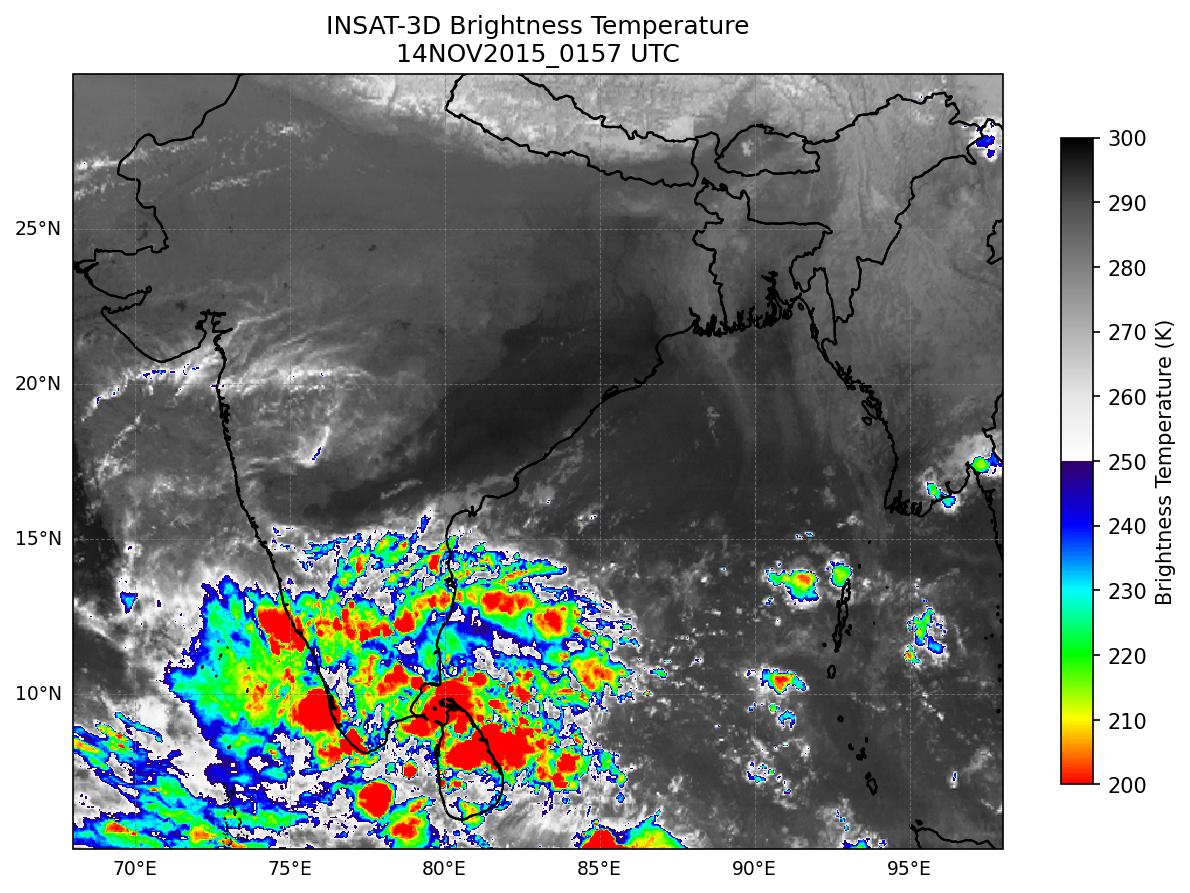 INSAT-3D Brightness Temperature
14NOV2015_0157 UTC
25°N
20°N
15°N
10°N
70°E
75°E
80°E
85°E
90°E
95°E
300
290
280
270
260
250
240
230
220
210
200
Brightness Temperature (K)